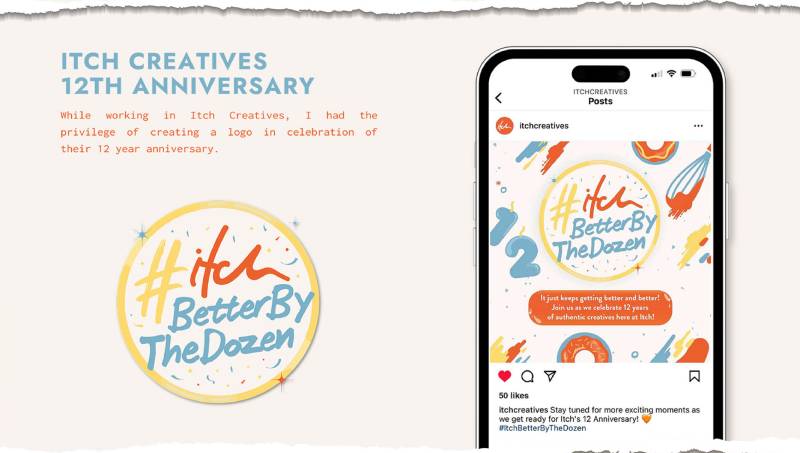 ITCH CREATIVES
12TH ANNIVERSARY
While working in Itch Creatives, I had the
privilege of creating a logo in celebration of
their 12 year anniversary.
#itch
BetterBy
TheDozen
ITCHCREATIVES
Posts
itch
itchcreatives
#itch
BetterBy
TheDozen
12
It just keeps getting better and better!
Join us as we celebrate 12 years
of authentic creatives here at Itch!
50 likes
itchcreatives Stay tuned for more exciting moments as
we get ready for Itch's 12 Anniversary! 🧡
#ItchBetterByTheDozen